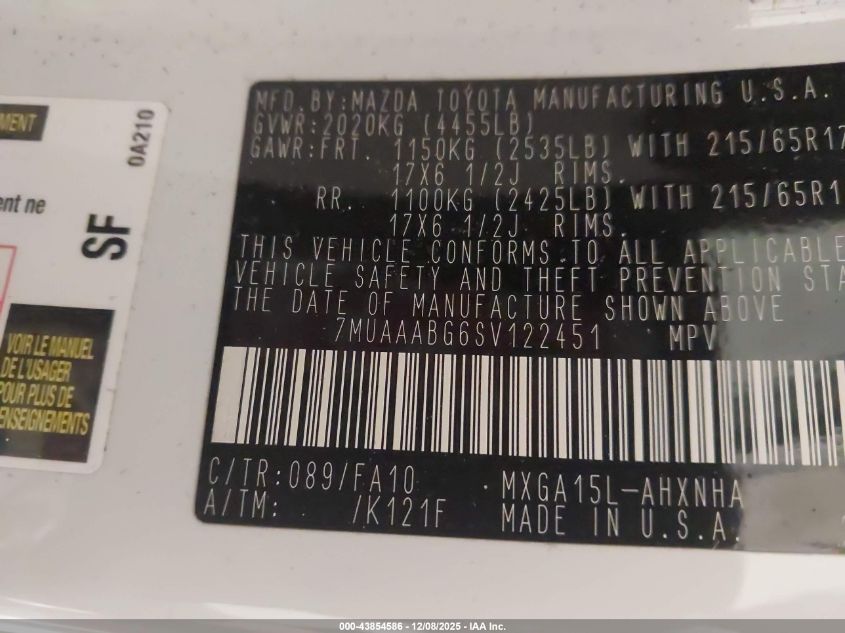 MENT
0A210
ent ne
SF
VOIR LE MANUEL
DE L'USAGER
POUR PLUS DE
RENSEIGNEMENTS
MFD. BY: MAZDA TOYOTA MANUFACTURING U.S.A.
GVWR: 2020KG (4455LB)
GAWR: FRT. 1150KG (2535LB) WITH 215/65R17
17X6 1/2J RIMS.
RR. 1100KG (2425LB) WITH 215/65R1
17X6 1/2J RIMS.
THIS VEHICLE CONFORMS TO ALL APPLICABLE
VEHICLE SAFETY AND THEFT PREVENTION STA
THE DATE OF MANUFACTURE SHOWN ABOVE
7MUAAABG6SV122451 MPV
C/TR: 089/FA10 MXGA15L-AHXNHA
A/TM: /K121F MADE IN U.S.A.
000-43854586 - 12/08/2025 - IAA Inc.